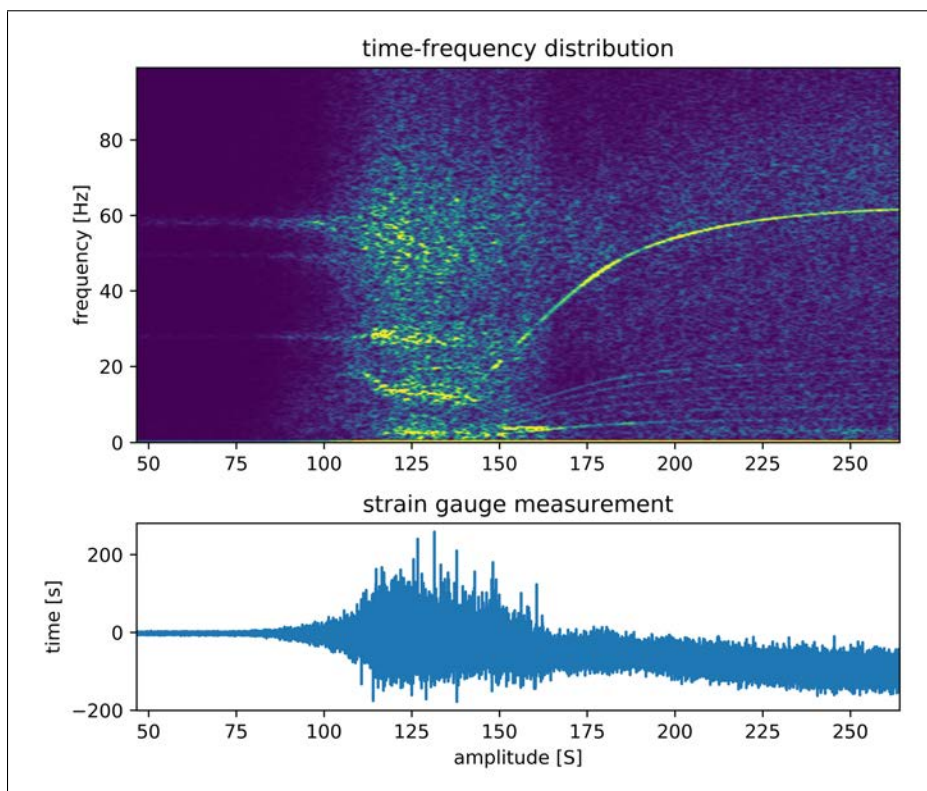 time-frequency distribution
frequency [Hz]
80
60
40
20
0
50 75 100 125 150 175 200 225 250
strain gauge measurement
time [s]
200
0
−200
50 75 100 125 150 175 200 225 250
amplitude [S]